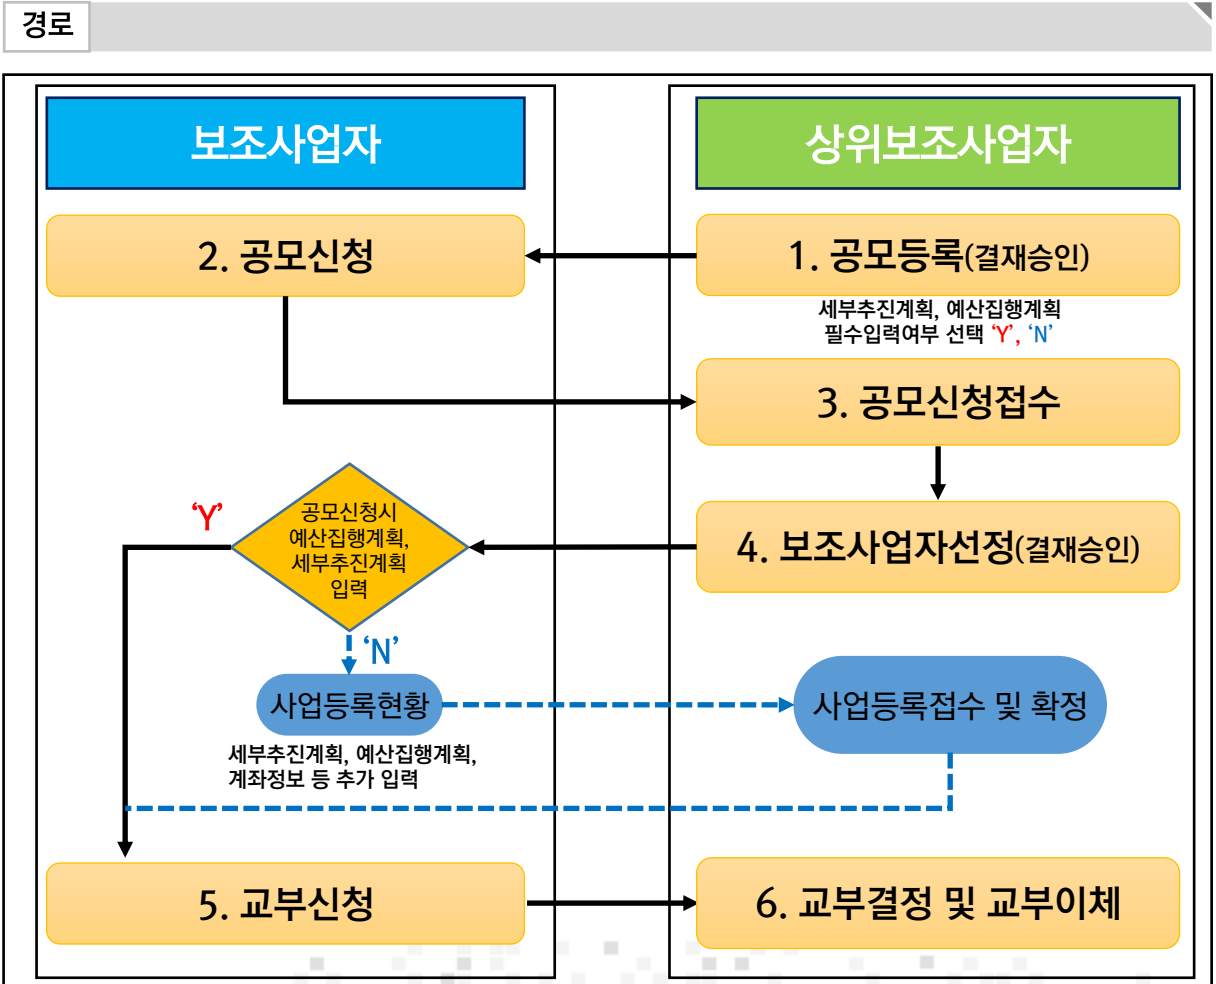 경로
보조사업자
상위보조사업자
2. 공모신청
1. 공모등록(결재승인)
세부추진계획, 예산집행계획
필수입력여부 선택 ‘Y’, ‘N’
3. 공모신청접수
‘Y’
공모신청시
예산집행계획,
세부추진계획
입력
4. 보조사업자선정(결재승인)
‘N’
사업등록현황
사업등록접수 및 확정
세부추진계획, 예산집행계획,
계좌정보 등 추가 입력
5. 교부신청
6. 교부결정 및 교부이체